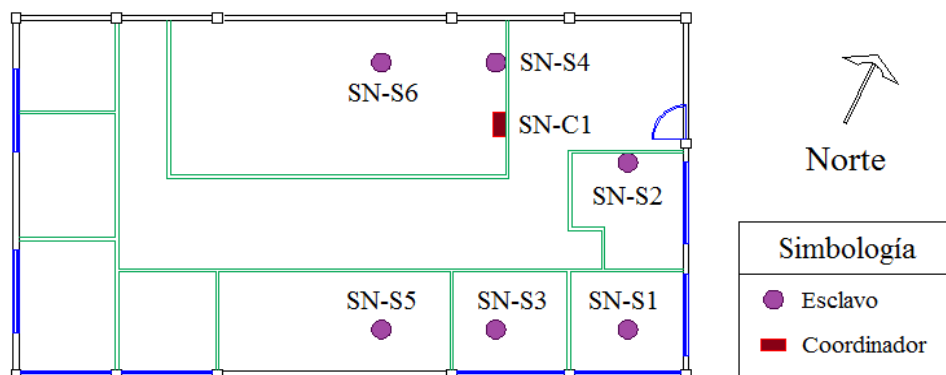 SN-S4
SN-S6
SN-C1
Norte
SN-S2
Simbología
SN-S5
SN-S3
SN-S1
Esclavo
Coordinador